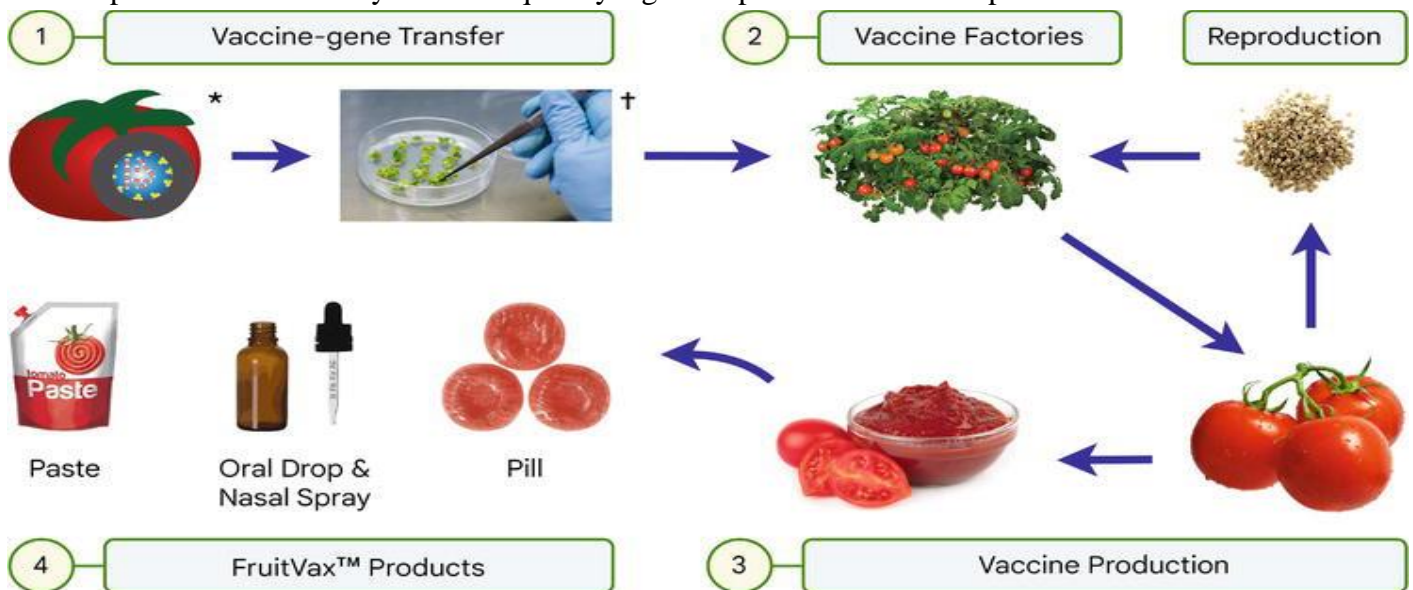 1
Vaccine-gene Transfer
2
Vaccine Factories
Reproduction
*
†
tomato
Paste
Paste
Oral Drop &
Nasal Spray
Pill
4
FruitVax™ Products
3
Vaccine Production